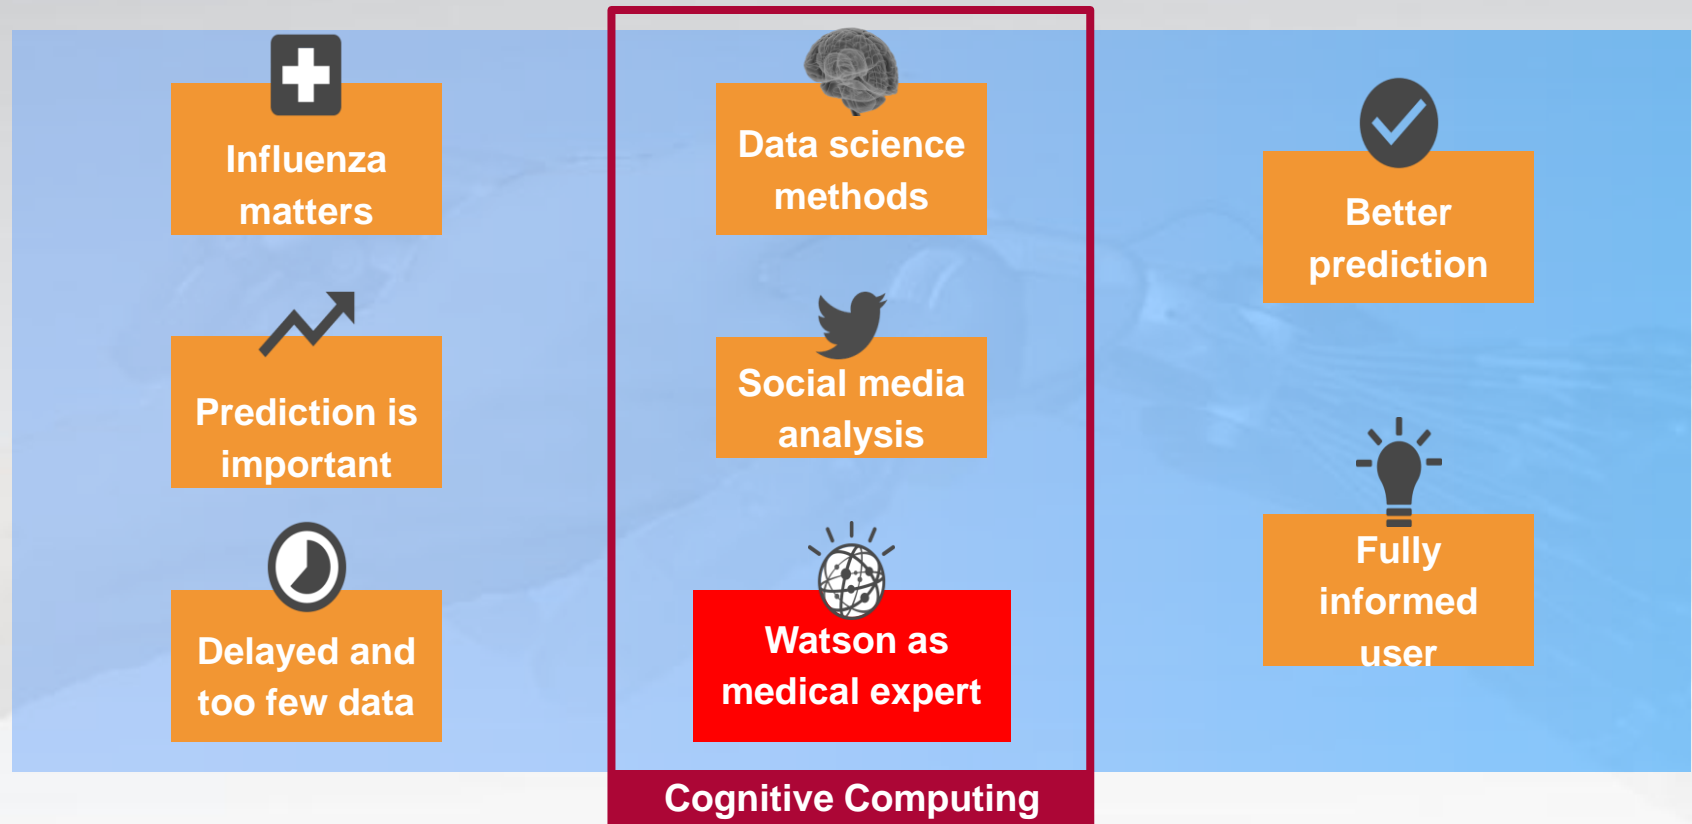 Influenza
matters
Prediction is
important
Delayed and
too few data
Data science
methods
Social media
analysis
Watson as
medical expert
Cognitive Computing
Better
prediction
Fully
informed
user